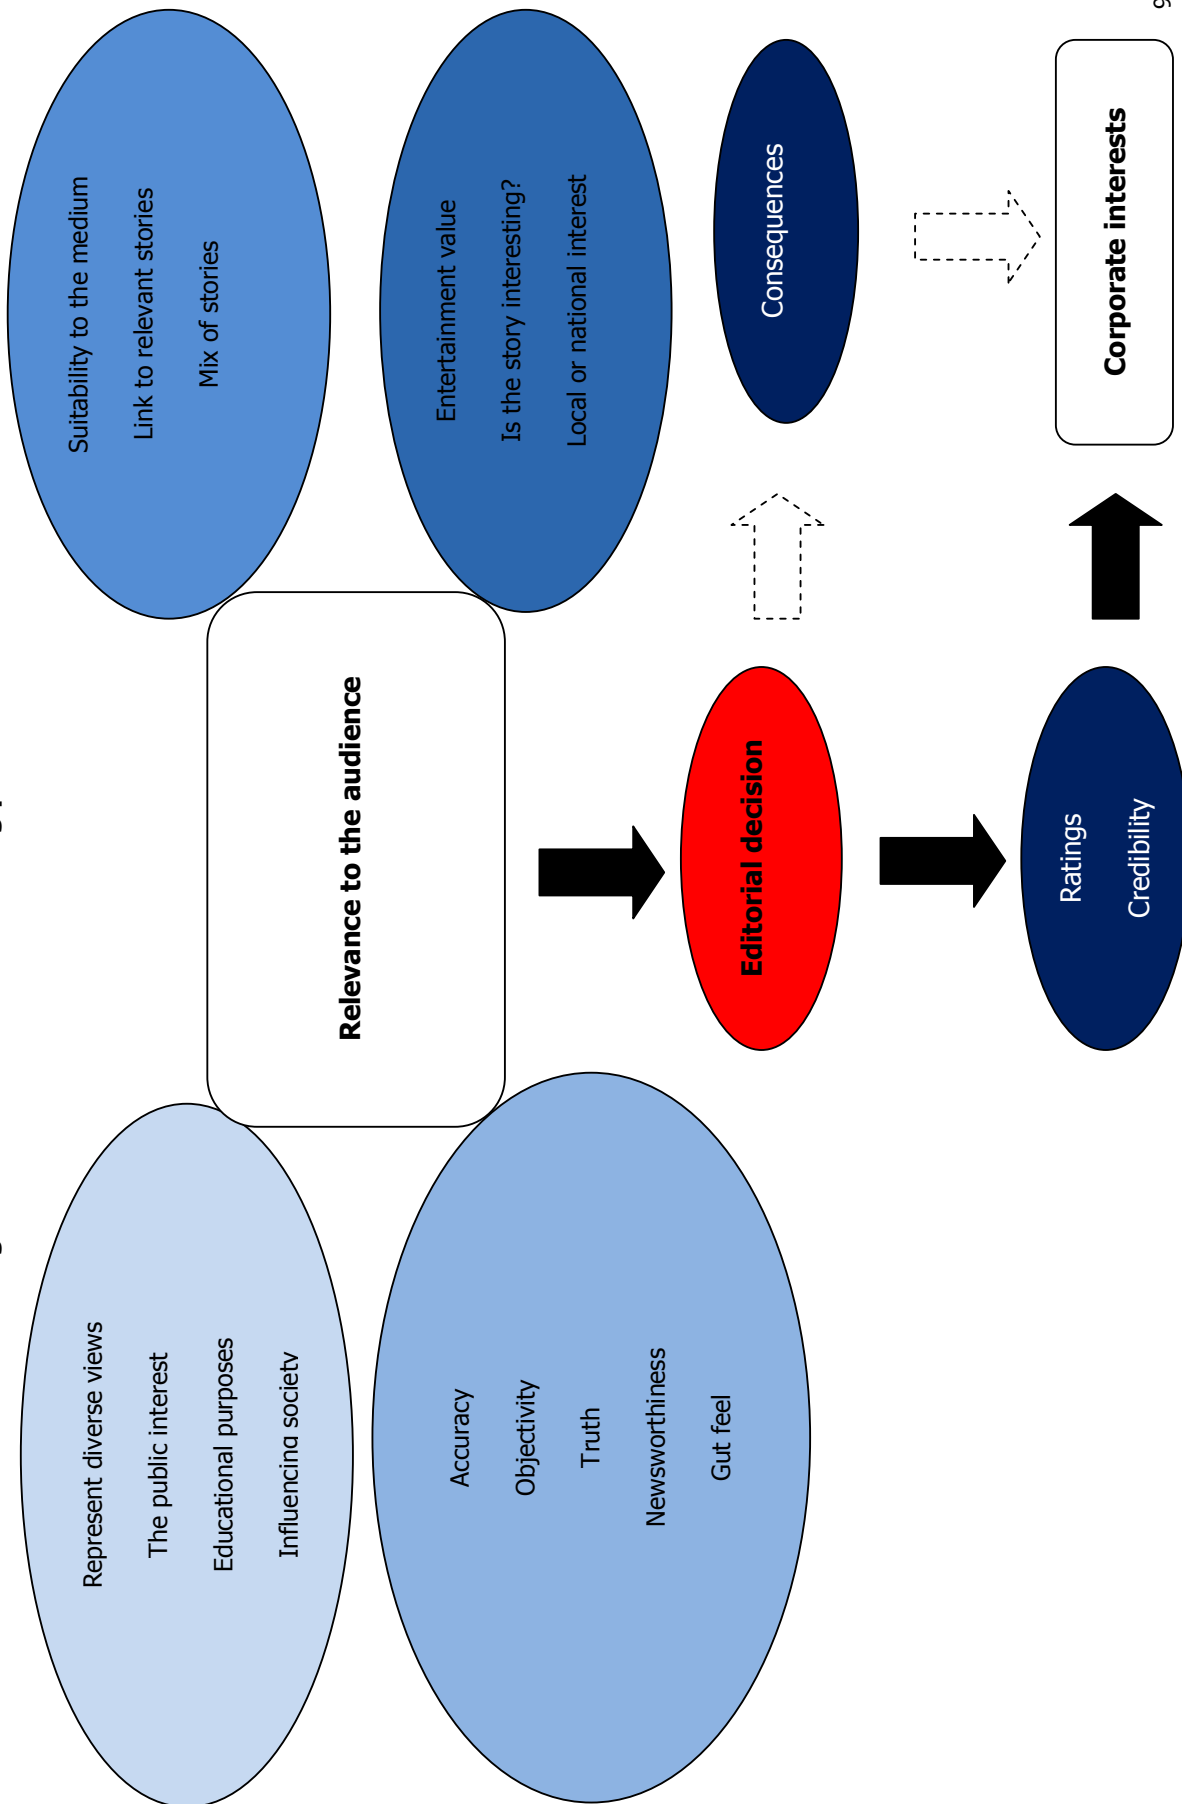 Represent diverse views
The public interest
Educational purposes
Influencing society
Suitability to the medium
Link to relevant stories
Mix of stories
Relevance to the audience
Accuracy
Objectivity
Truth
Newsworthiness
Gut feel
Entertainment value
Is the story interesting?
Local or national interest
Editorial decision
Consequences
Ratings
Credibility
Corporate interests